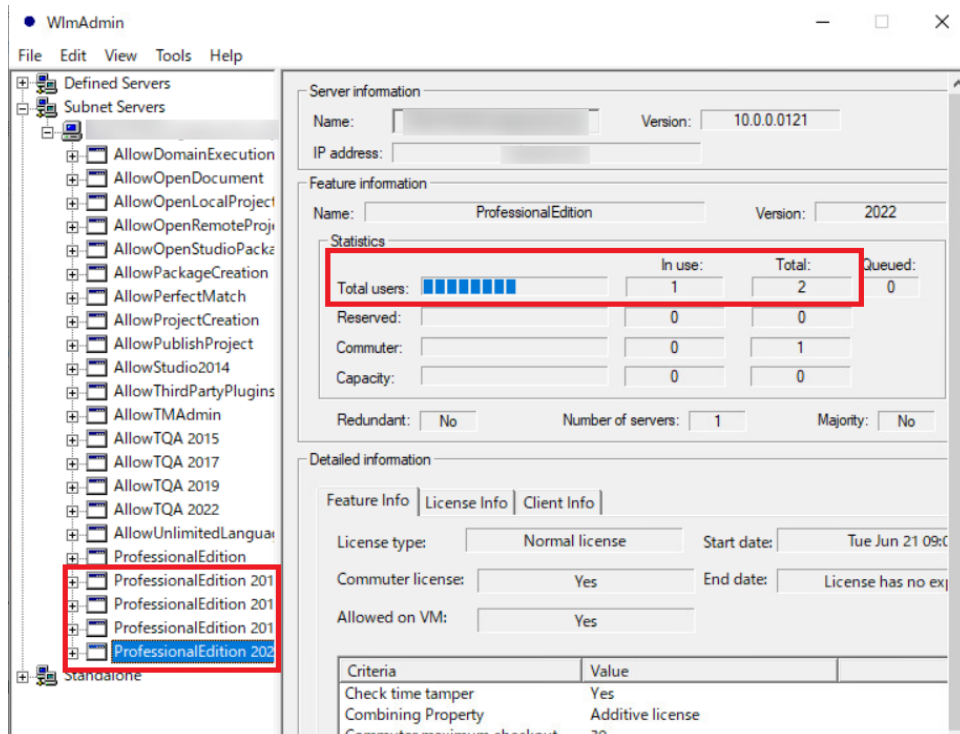 WlmAdmin
File Edit View Tools Help
Defined Servers
Subnet Servers
AllowDomainExecution
AllowOpenDocument
AllowOpenLocalProject
AllowOpenRemoteProj
AllowOpenStudioPacka
AllowPackageCreation
AllowPerfectMatch
AllowProjectCreation
AllowPublishProject
AllowStudio2014
AllowThirdPartyPlugins
AllowTMAdmin
AllowTQA 2015
AllowTQA 2017
AllowTQA 2019
AllowTQA 2022
AllowUnlimitedLangua
ProfessionalEdition
ProfessionalEdition 201
ProfessionalEdition 201
ProfessionalEdition 201
ProfessionalEdition 202
Standalone
Server information
Name: Version: 10.0.0.0121
IP address:
Feature information
Name: ProfessionalEdition Version: 2022
Statistics
In use: Total: Queued:
Total users: 1 2 0
Reserved: 0 0
Commuter: 0 1
Capacity: 0 0
Redundant: No Number of servers: 1 Majority: No
Detailed information
Feature Info License Info Client Info
License type: Normal license Start date: Tue Jun 21 09:0
Commuter license: Yes End date: License has no exp
Allowed on VM: Yes
Criteria Value
Check time tamper Yes
Combining Property Additive license
Commuter maximum checkout 30